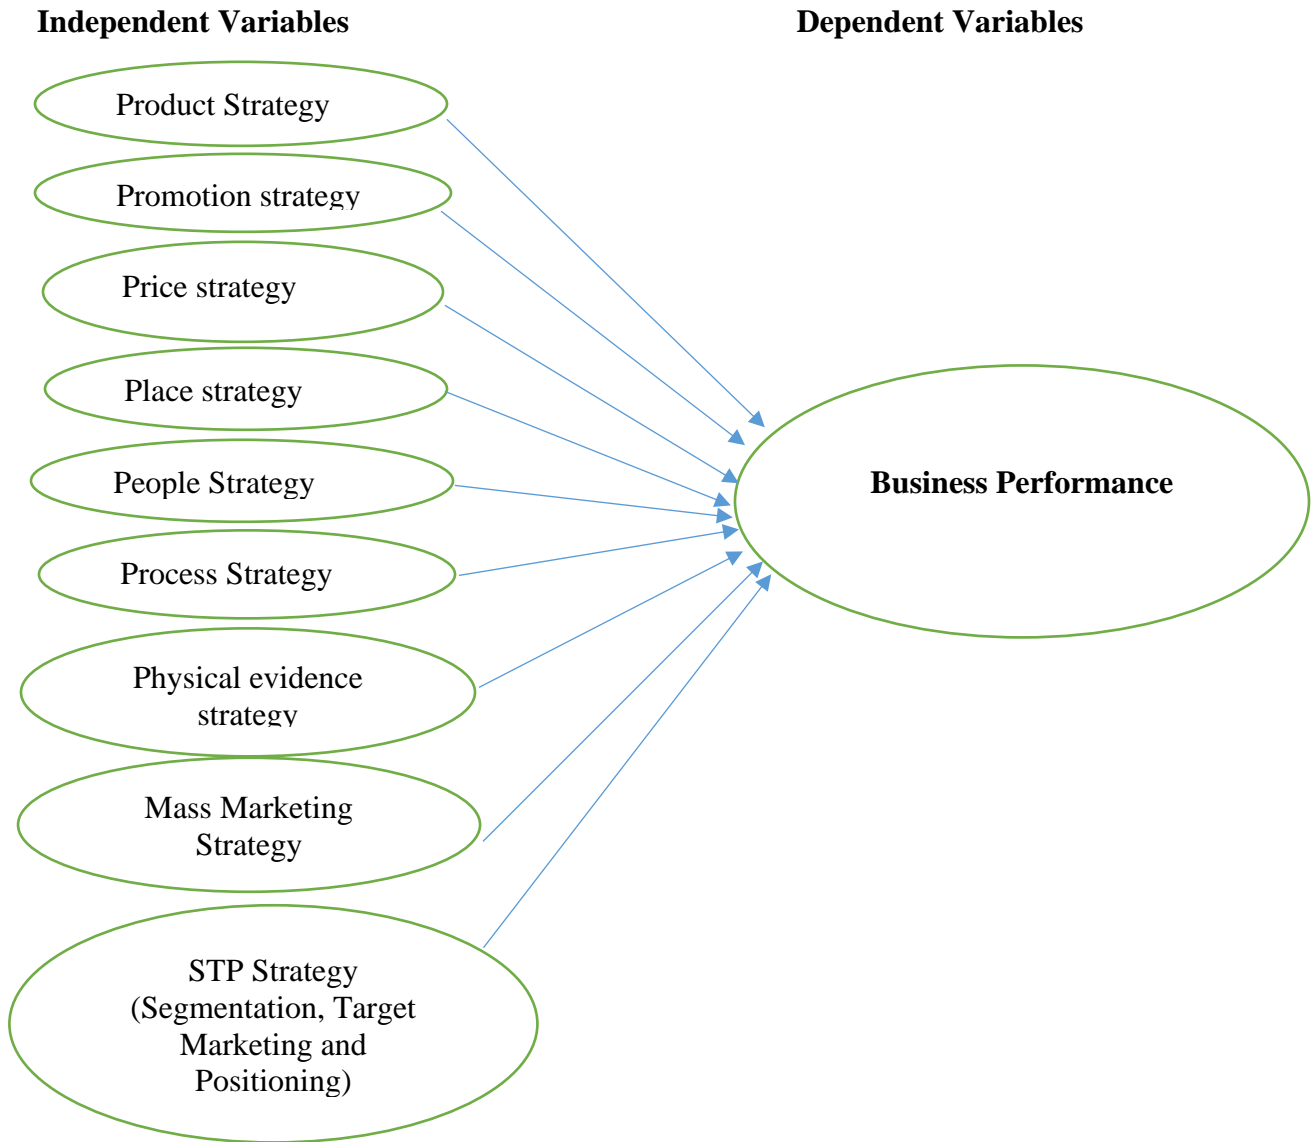 Independent Variables
Dependent Variables
Product Strategy
Promotion strategy
Price strategy
Place strategy
People Strategy
Process Strategy
Physical evidence
strategy
Mass Marketing
Strategy
STP Strategy
(Segmentation, Target
Marketing and
Positioning)
Business Performance